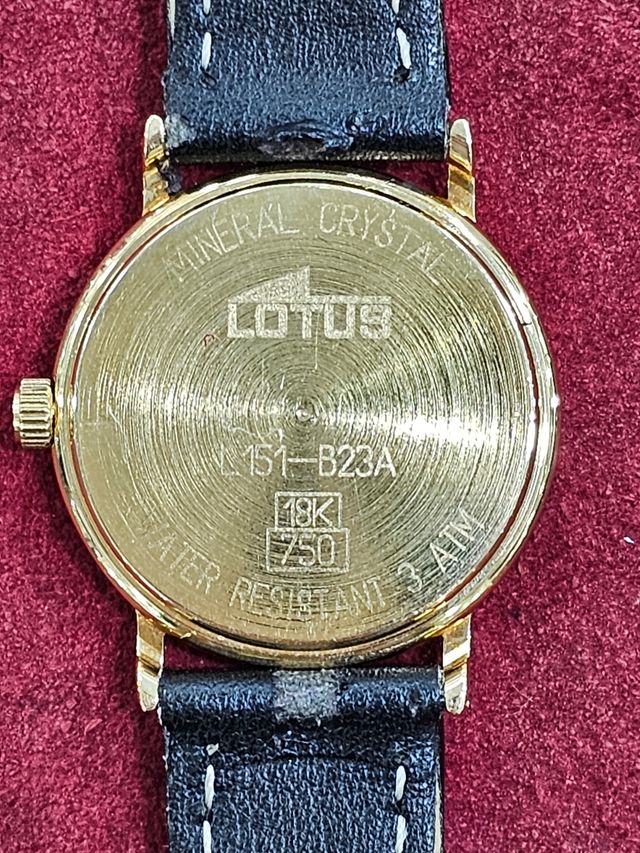 MINERAL CRYSTAL
LOTUS
L151-B23A
18K
750
WATER RESISTANT 3 ATM